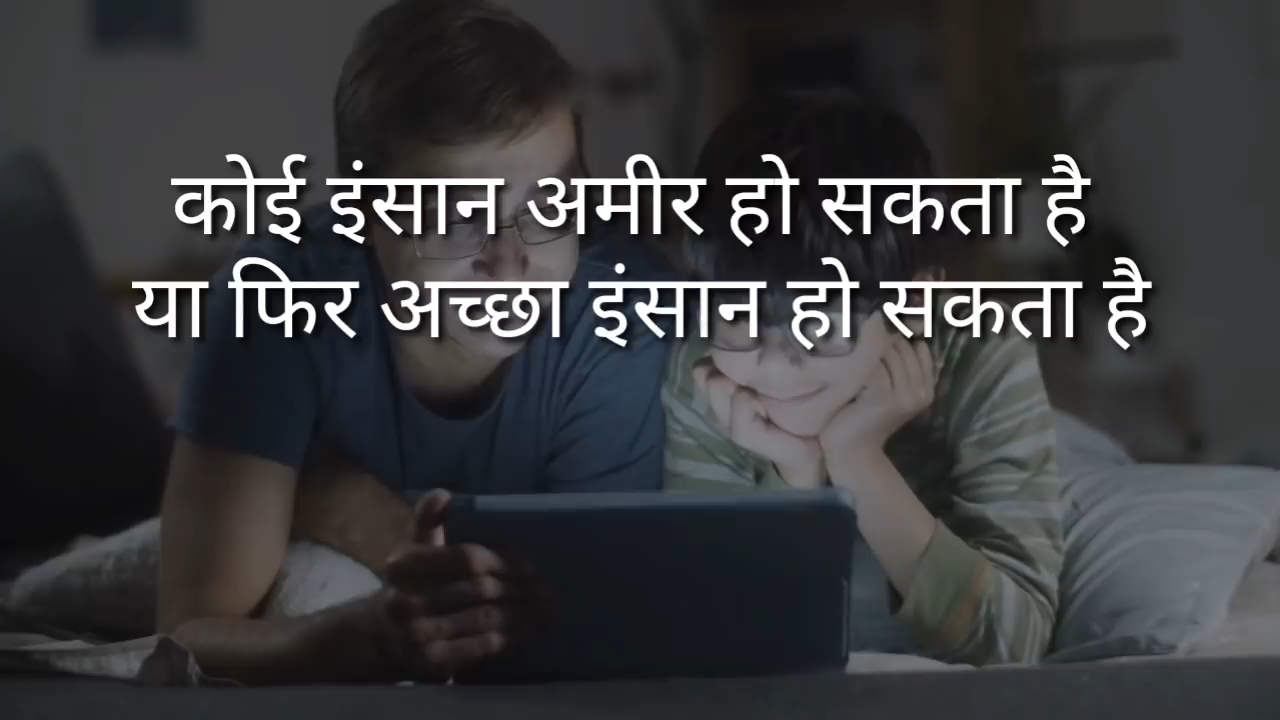 कोई इंसान अमीर हो सकता है
या फिर अच्छा इंसान हो सकता है